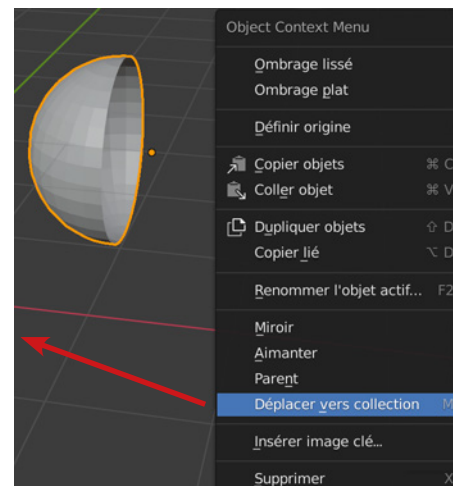 Object Context Menu
Ombrage lissé
Ombrage plat
Définir origine
Copier objets ⌘ C
Coller objet ⌘ V
Dupliquer objets ⇧ D
Copier lié ⌥ D
Renommer l'objet actif... F2
Miroir
Aimanter
Parent
Déplacer vers collection M
Insérer image clé...
Supprimer X